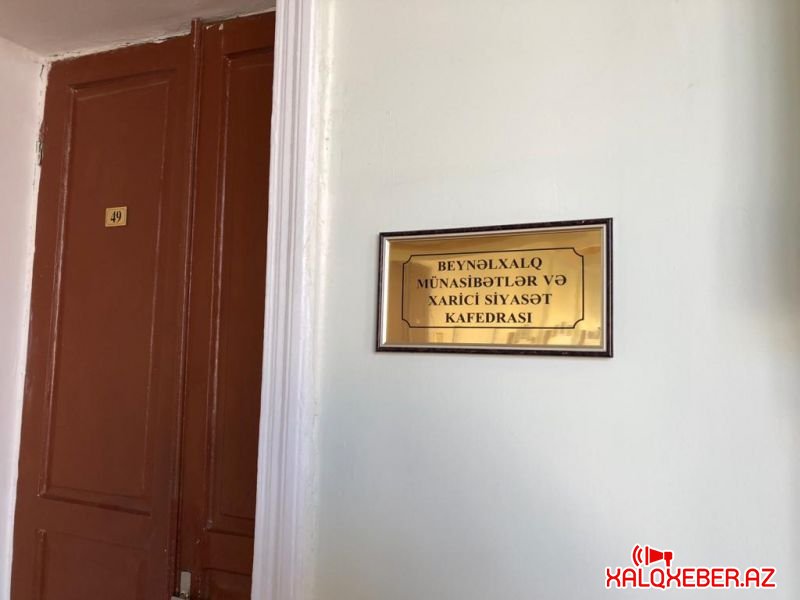 49
BEYNƏLXALQ
MÜNASİBƏTLƏR VƏ
XARİCİ SİYASƏT
KAFEDRASI
XALQXEBER.AZ